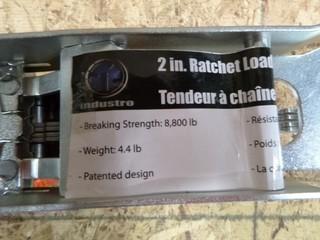 2 in. Ratchet Load
industro
Tendeur à chaîne
- Breaking Strength: 8,800 lb
- Résista
- Weight: 4.4 lb
- Poids
- Patented design
- La c